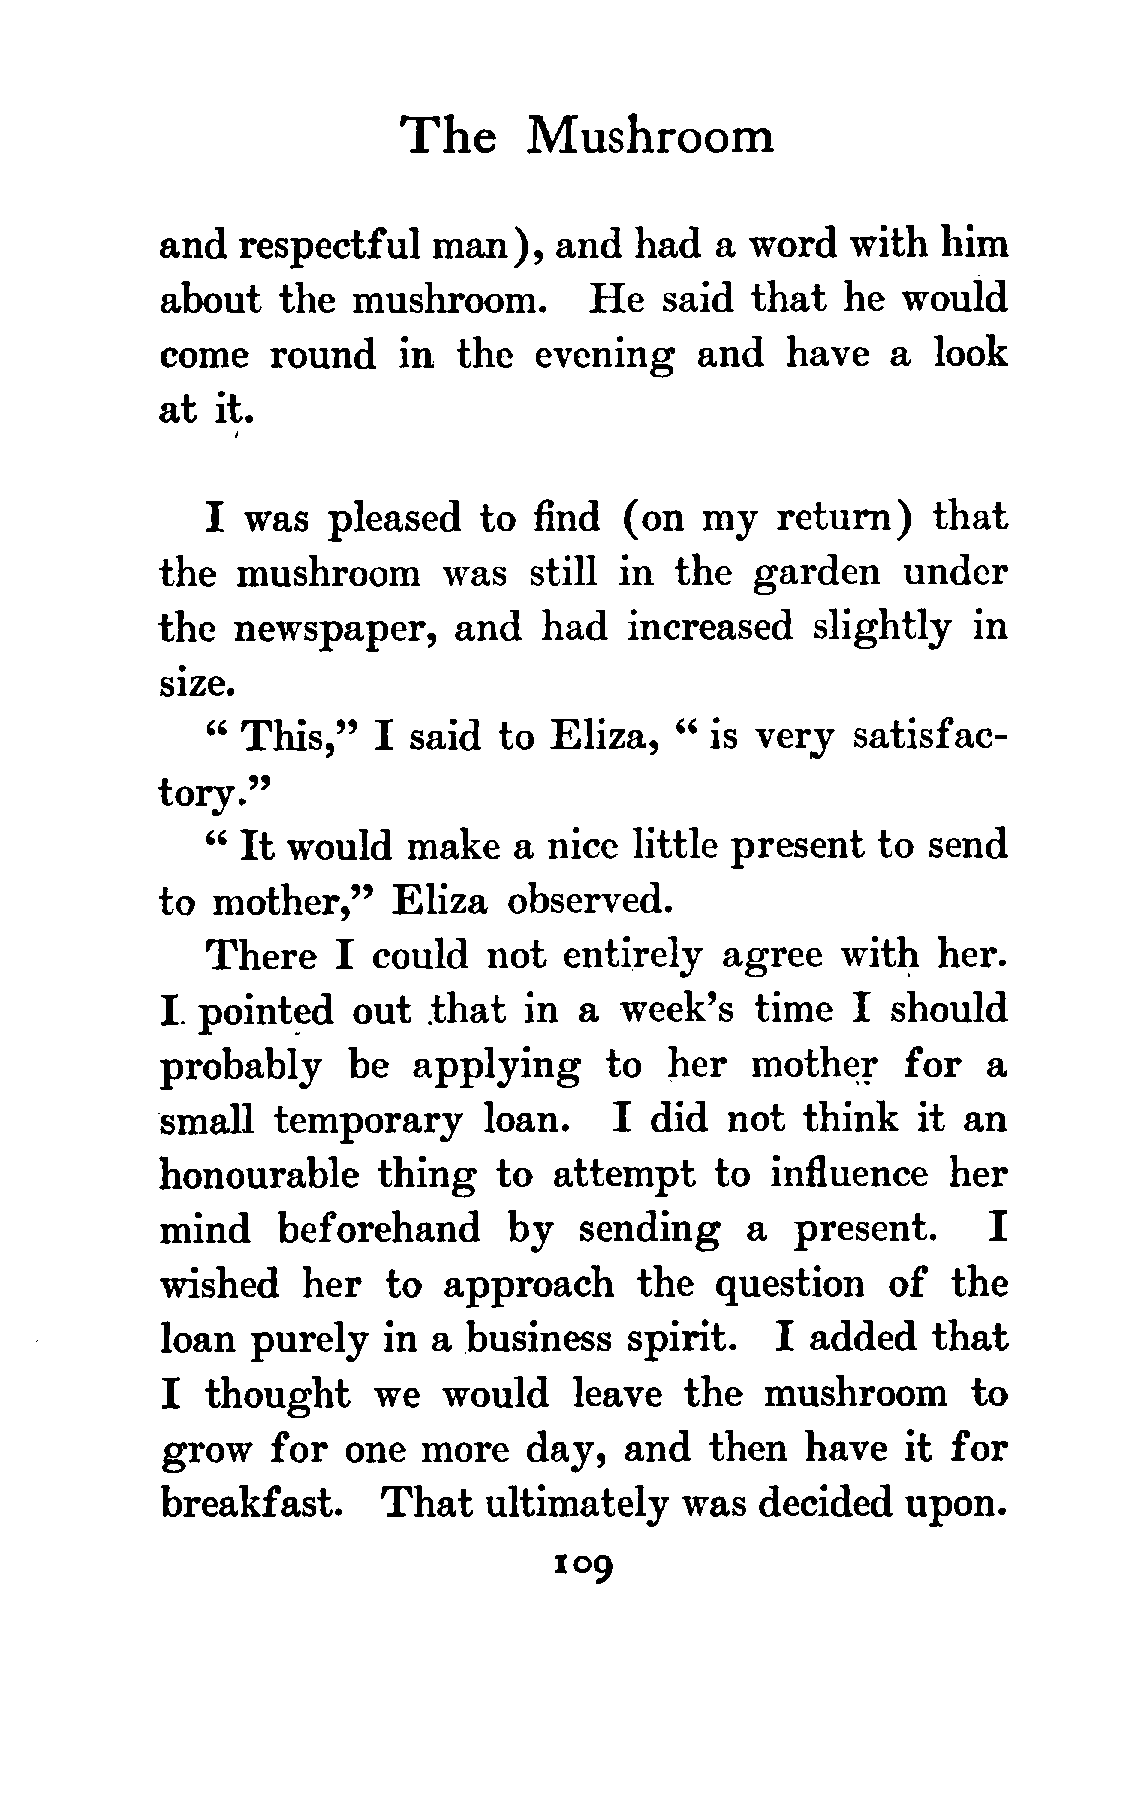 The Mushroom
and respectful man), and had a word with him
about the mushroom. He said that he would
come round in the evening and have a look
at it.
I was pleased to find (on my return) that
the mushroom was still in the garden under
the newspaper, and had increased slightly in
size.
“ This,” I said to Eliza, “ is very satisfac-
tory.”
“ It would make a nice little present to send
to mother,” Eliza observed.
There I could not entirely agree with her.
I pointed out that in a week’s time I should
probably be applying to her mother for a
small temporary loan. I did not think it an
honourable thing to attempt to influence her
mind beforehand by sending a present. I
wished her to approach the question of the
loan purely in a business spirit. I added that
I thought we would leave the mushroom to
grow for one more day, and then have it for
breakfast. That ultimately was decided upon.
109